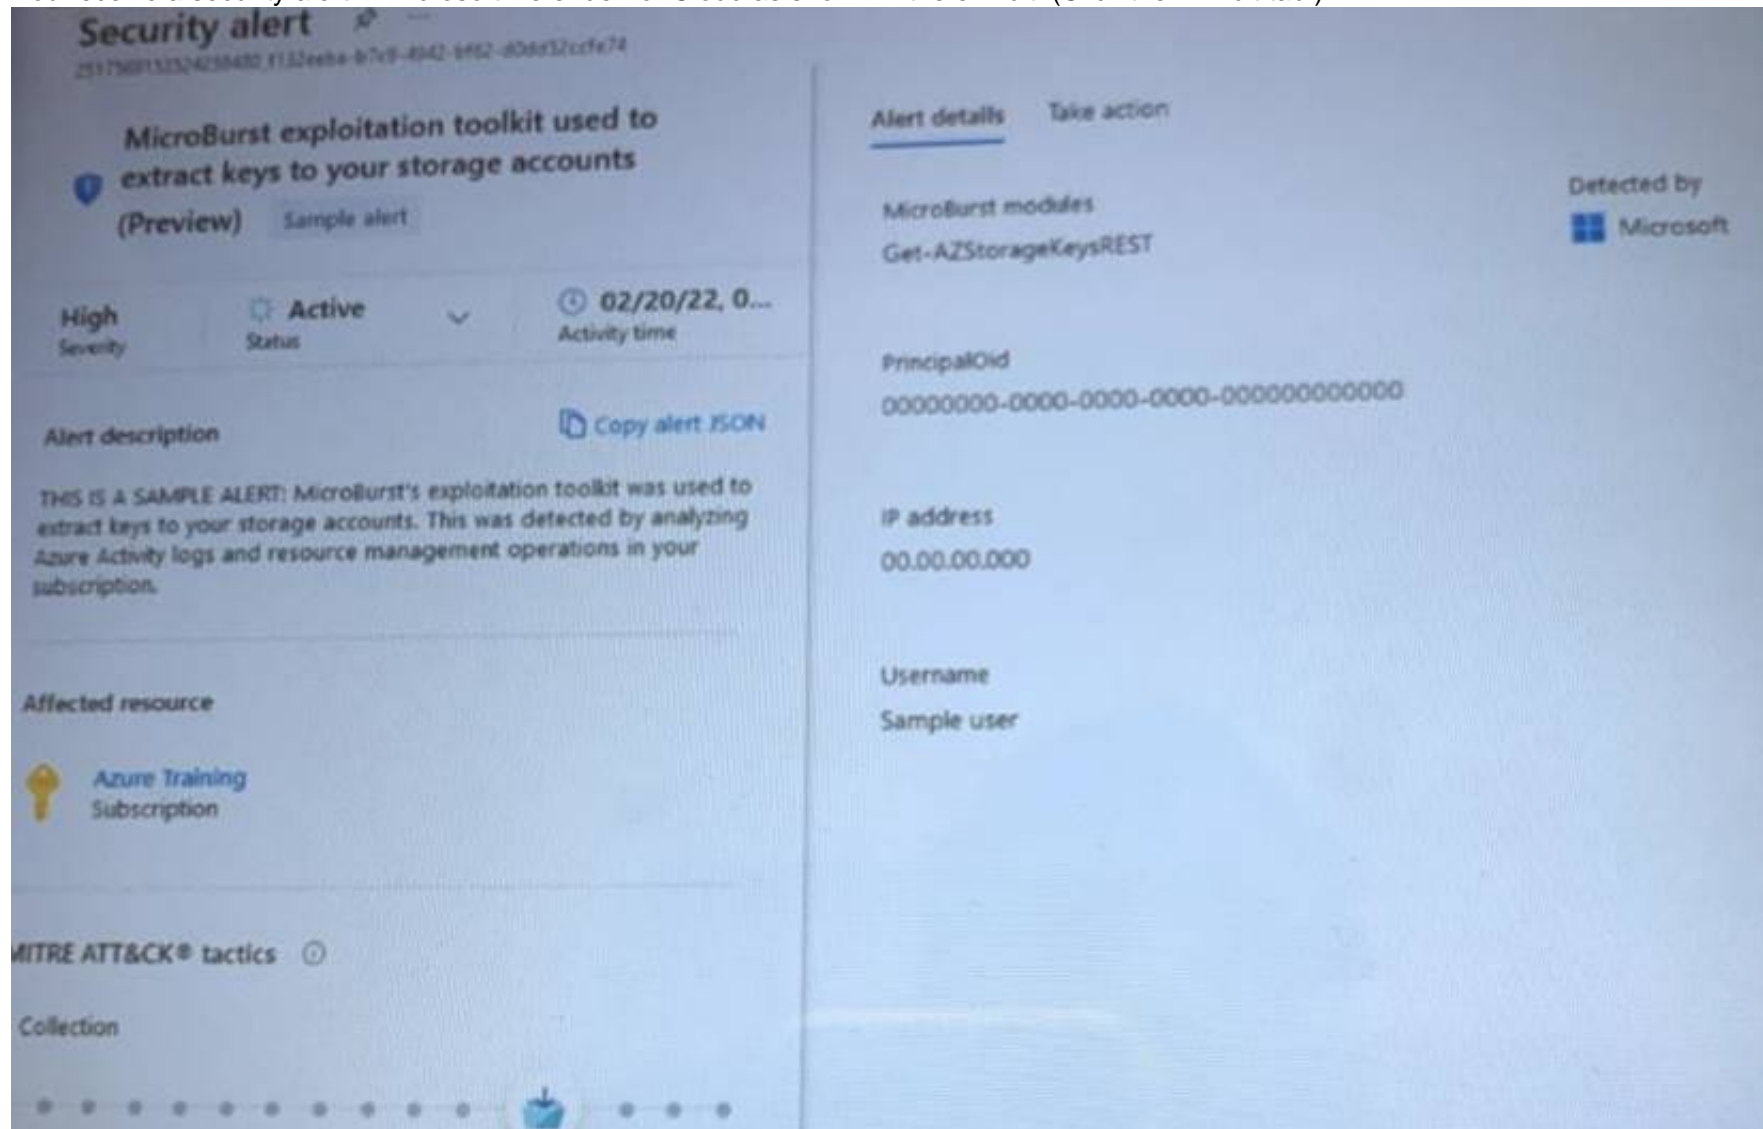 Security alert
MicroBurst exploitation toolkit used to
extract keys to your storage accounts
(Preview) Sample alert
High
Severity
Active
Status
02/20/22, 0...
Activity time
Alert description
Copy alert JSON
THIS IS A SAMPLE ALERT: MicroBurst's exploitation toolkit was used to
extract keys to your storage accounts. This was detected by analyzing
Azure Activity logs and resource management operations in your
subscription.
Affected resource
Azure Training
Subscription
MITRE ATT&CK® tactics
Collection
Alert details Take action
MicroBurst modules
Get-AZStorageKeysREST
Detected by
Microsoft
PrincipalOid
00000000-0000-0000-0000-000000000000
IP address
00.00.00.000
Username
Sample user